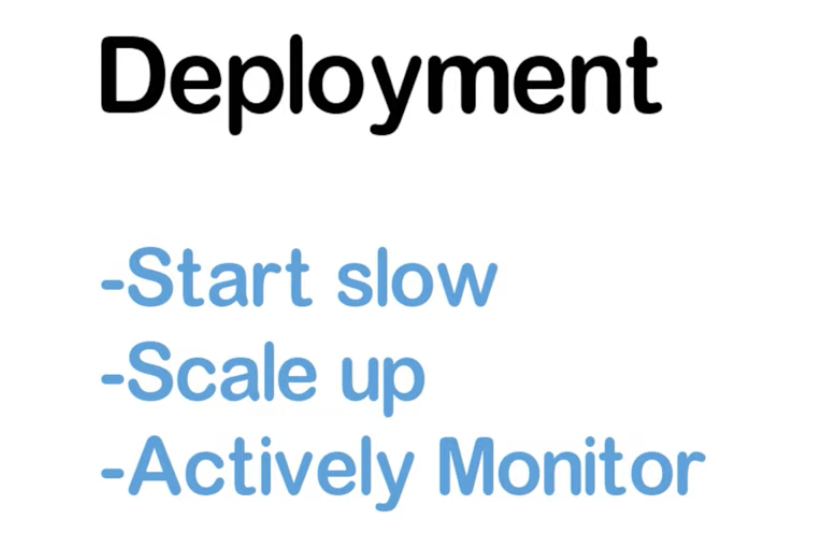 Deployment
-Start slow
-Scale up
-Actively Monitor